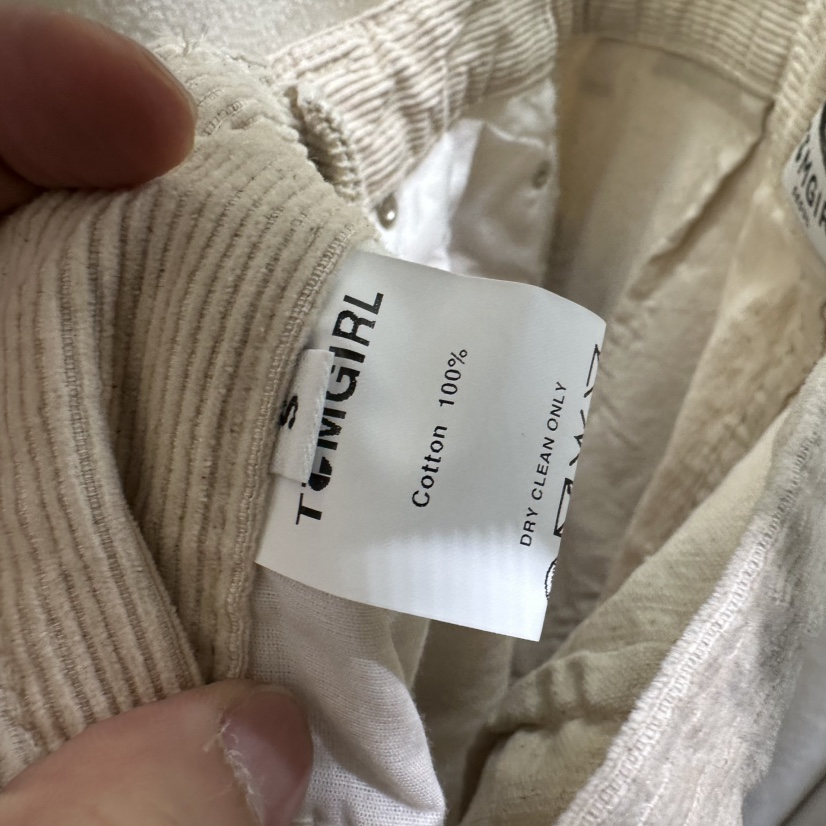 TOMGIRL
S
Cotton 100%
DRY CLEAN ONLY